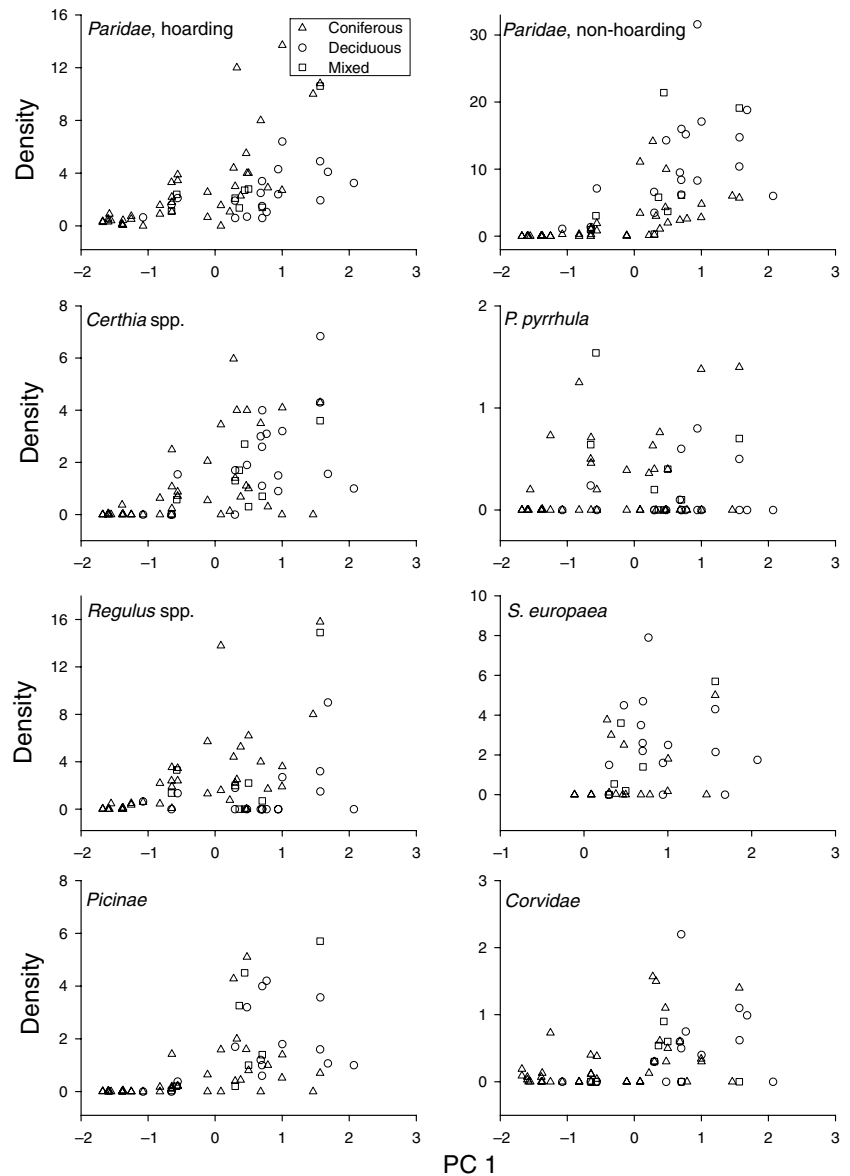 Paridae, hoarding
Coniferous
Deciduous
Mixed
Density
16
12
8
4
0
−2 −1 0 1 2 3
Paridae, non-hoarding
30
20
10
0
−2 −1 0 1 2 3
Certhia spp.
Density
8
6
4
2
0
−2 −1 0 1 2 3
P. pyrrhula
2
1
0
−2 −1 0 1 2 3
Regulus spp.
Density
16
12
8
4
0
−2 −1 0 1 2 3
S. europaea
10
8
6
4
2
0
−1 0 1 2 3
Picinae
Density
8
6
4
2
0
−2 −1 0 1 2 3
Corvidae
3
2
1
0
−2 −1 0 1 2 3
PC 1